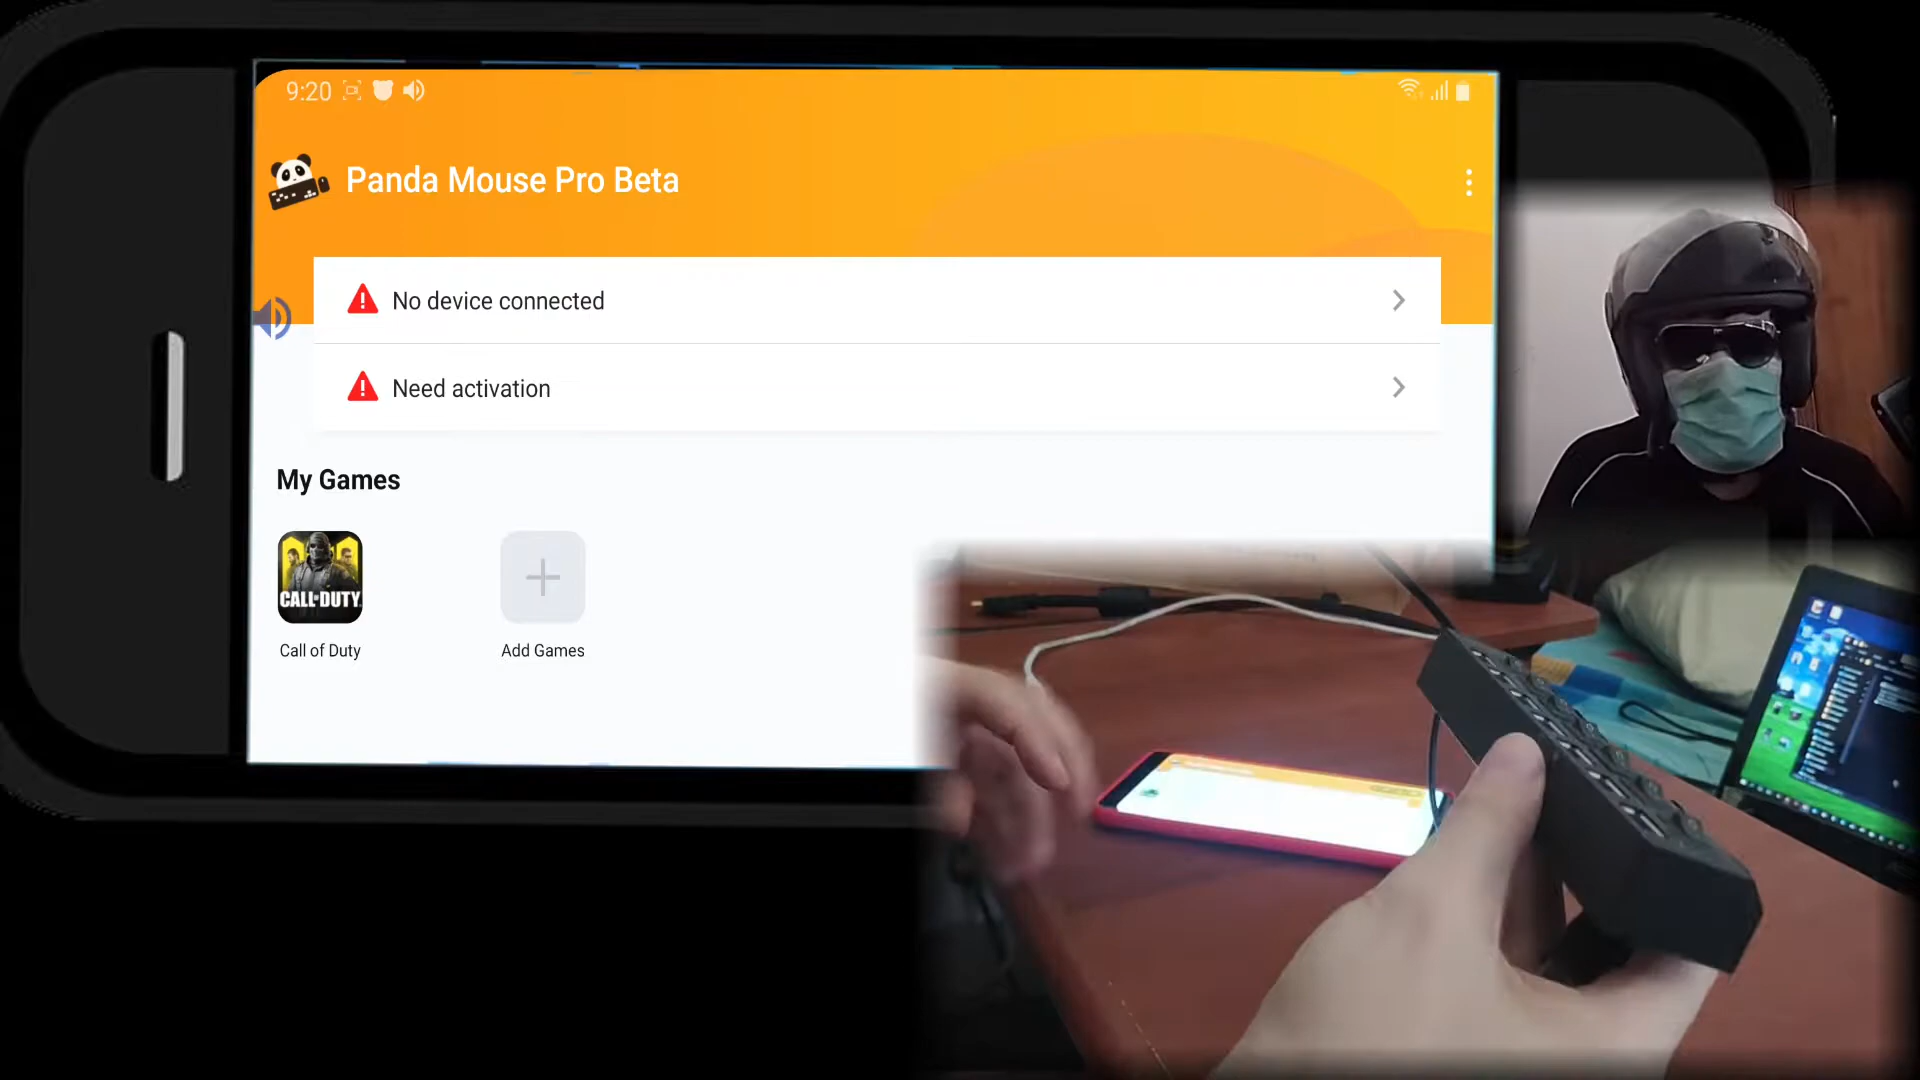 9:20
Panda Mouse Pro Beta
No device connected
Need activation
My Games
CALL OF DUTY
Call of Duty
Add Games